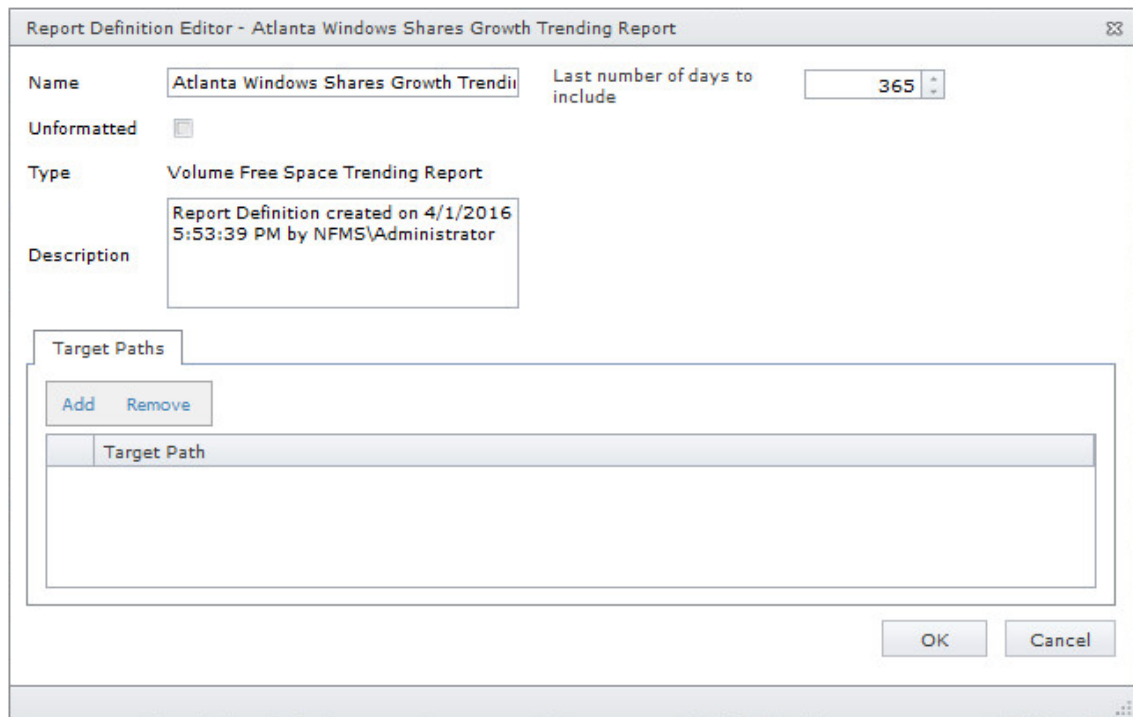 Report Definition Editor - Atlanta Windows Shares Growth Trending Report
Name
Atlanta Windows Shares Growth Trendin
Last number of days to
include
365
Unformatted
Type
Volume Free Space Trending Report
Description
Report Definition created on 4/1/2016
5:53:39 PM by NFMS\Administrator
Target Paths
Add Remove
Target Path
OK Cancel